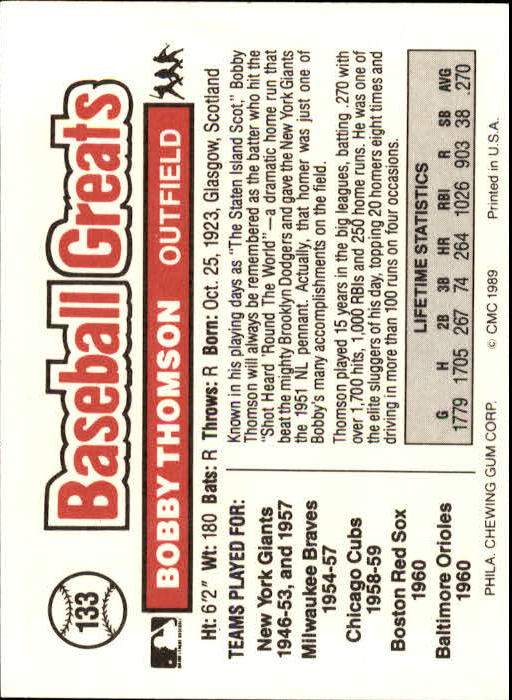 133
Baseball Greats
BOBBY THOMSON OUTFIELD
Ht: 6'2" Wt: 180 Bats: R Throws: R Born: Oct. 25, 1923, Glasgow, Scotland
TEAMS PLAYED FOR:
New York Giants
1946-53, and 1957
Milwaukee Braves
1954-57
Chicago Cubs
1958-59
Boston Red Sox
1960
Baltimore Orioles
1960
Known in his playing days as "The Staten Island Scot," Bobby
Thomson will always be remembered as the batter who hit the
"Shot Heard 'Round The World"—a dramatic home run that
beat the mighty Brooklyn Dodgers and gave the New York Giants
the 1951 NL pennant. Actually, that homer was just one of
Bobby's many accomplishments on the field.
Thomson played 15 years in the big leagues, batting .270 with
over 1,700 hits, 1,000 RBIs and 250 home runs. He was one of
the elite sluggers of his day, topping 20 homers eight times and
driving in more than 100 runs on four occasions.
LIFETIME STATISTICS
G H 2B 3B HR RBI R SB AVG
1779 1705 267 74 264 1026 903 38 .270
PHILA. CHEWING GUM CORP. © CMC 1989 Printed in U.S.A.